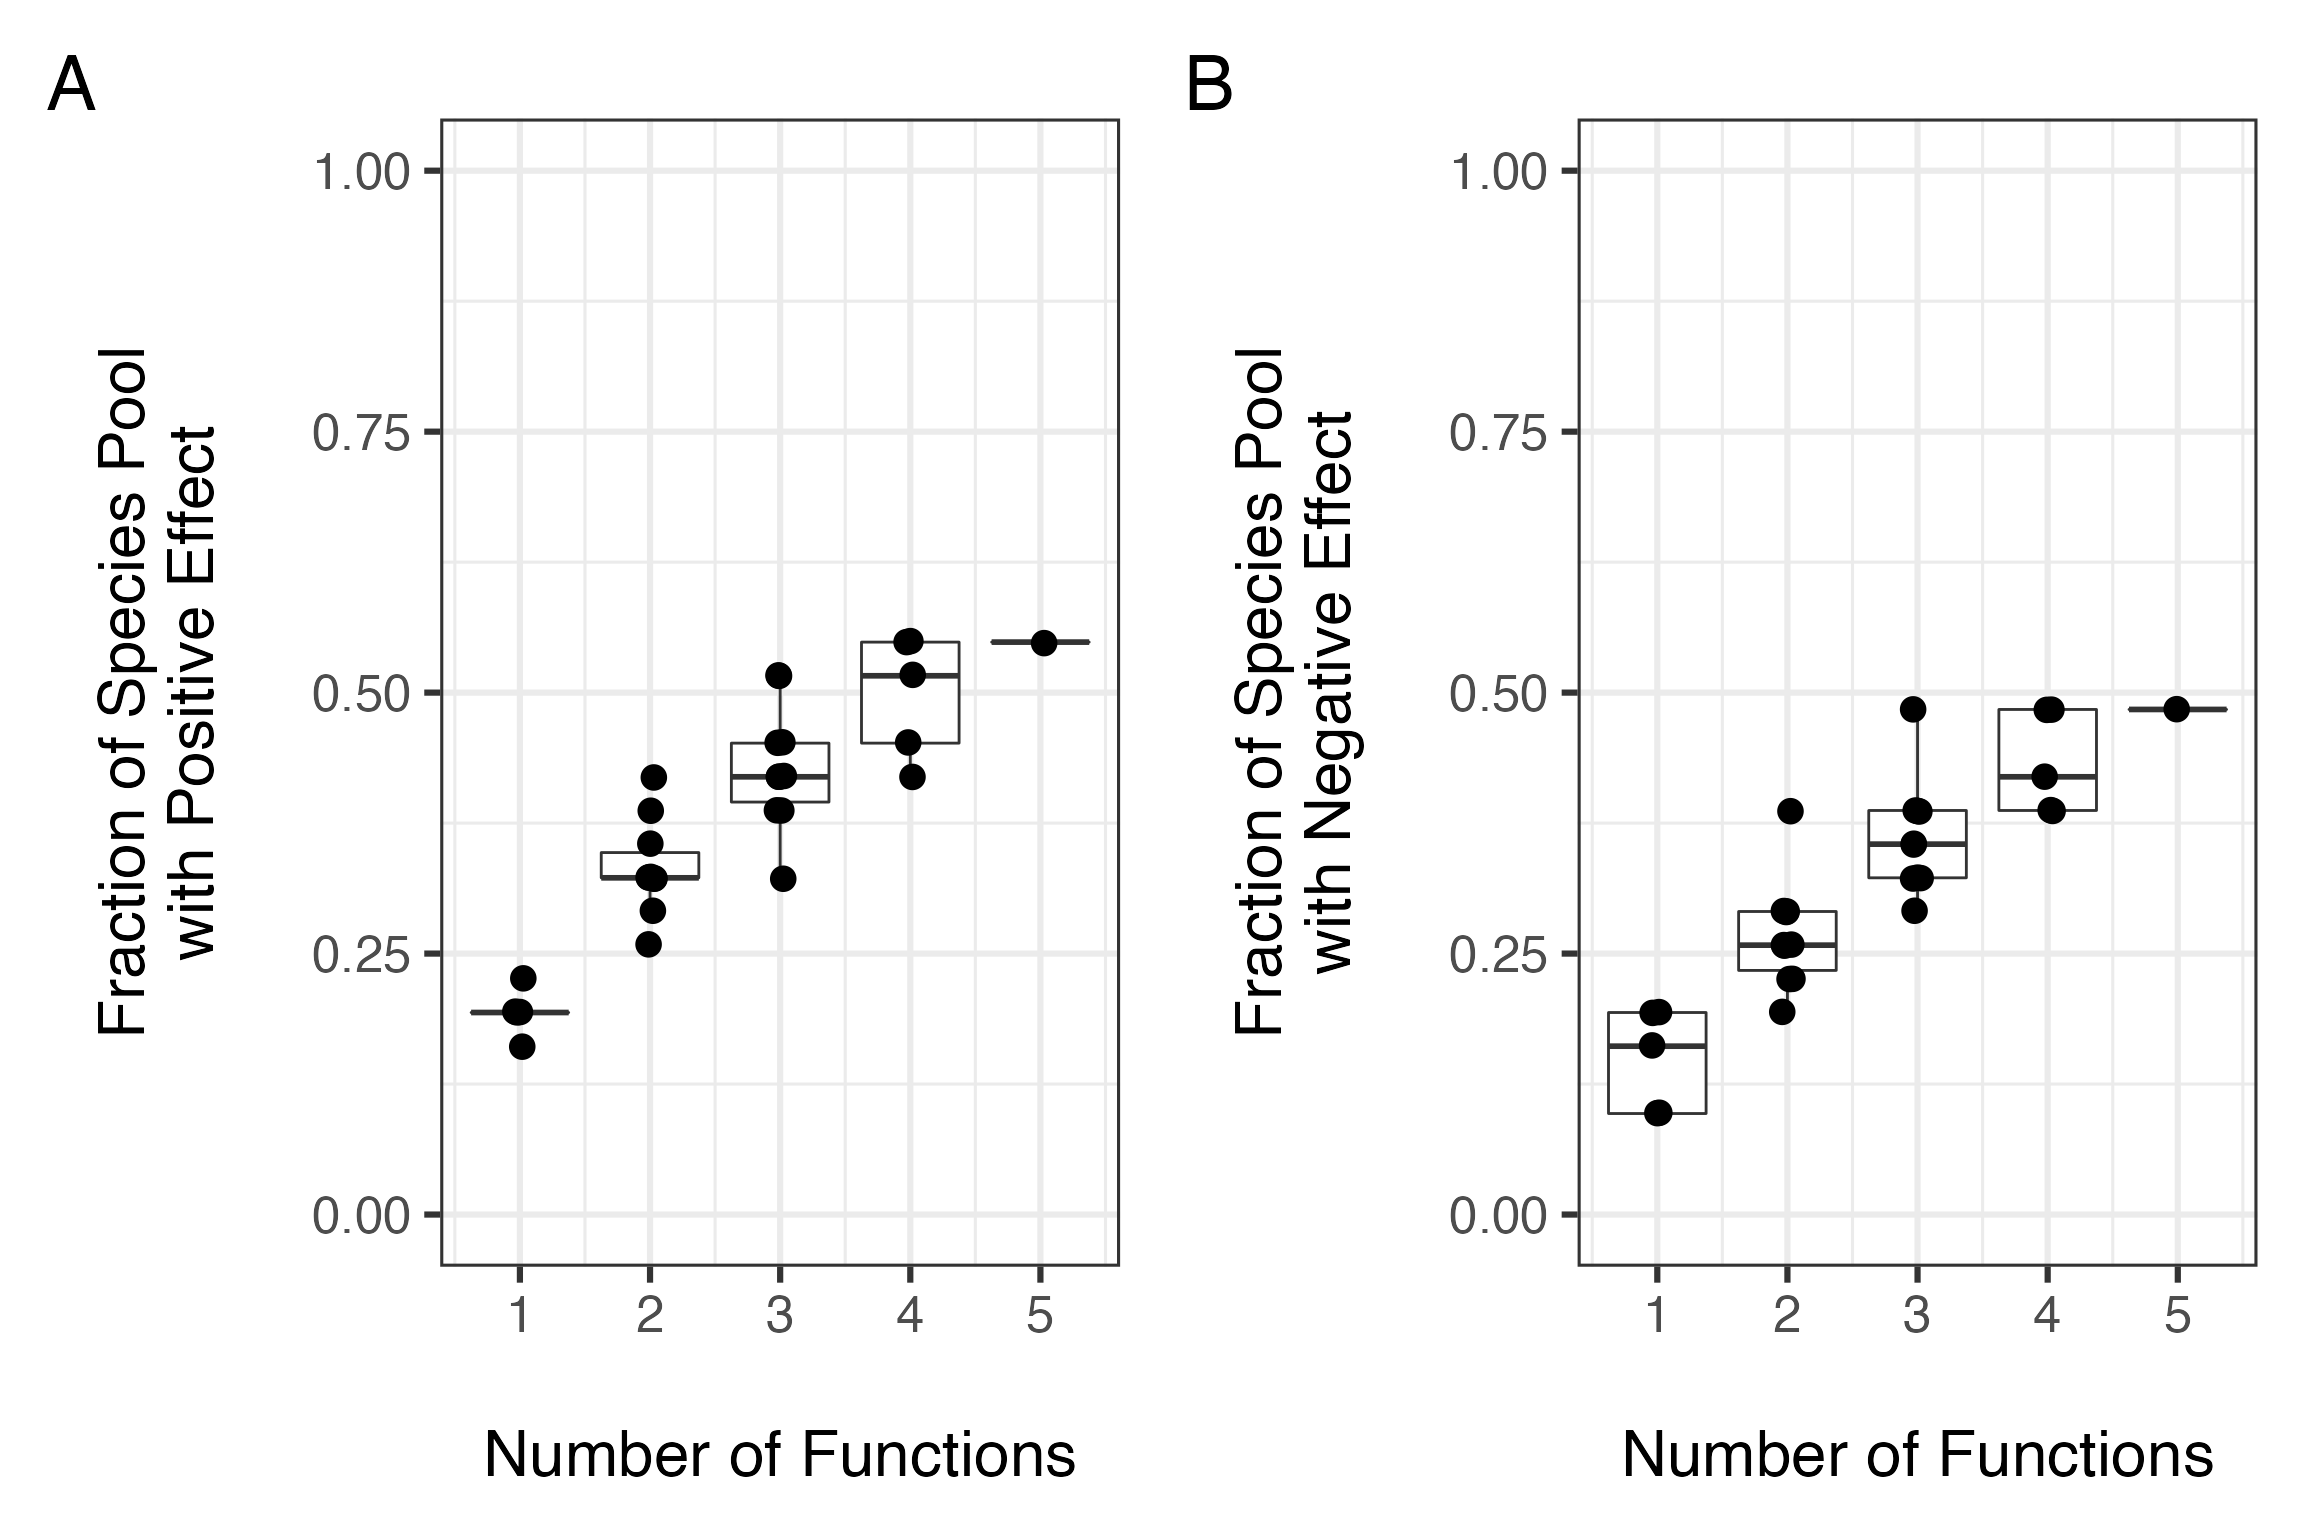 A
Fraction of Species Pool
with Positive Effect
1.00
0.75
0.50
0.25
0.00
1 2 3 4 5
Number of Functions
B
Fraction of Species Pool
with Negative Effect
1.00
0.75
0.50
0.25
0.00
1 2 3 4 5
Number of Functions